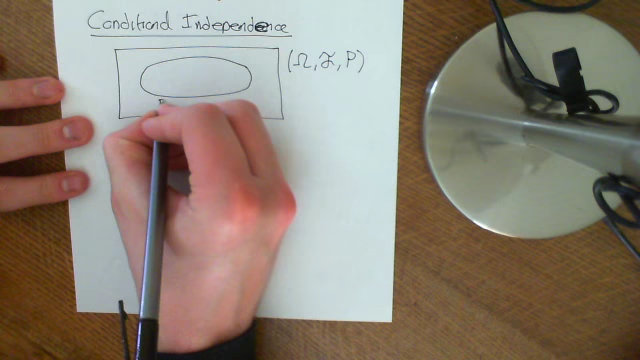 Conditional Independence
(Ω, ℱ, P)